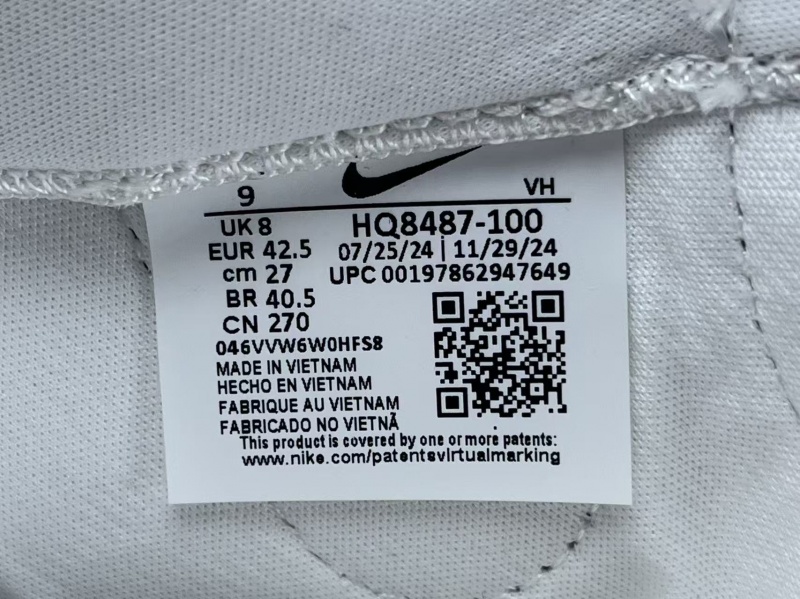 9 VH
UK 8 HQ8487-100
EUR 42.5 07/25/24 | 11/29/24
cm 27 UPC 00197862947649
BR 40.5
CN 270
046VVW6W0HFS8
MADE IN VIETNAM
HECHO EN VIETNAM
FABRIQUE AU VIETNAM
FABRICADO NO VIETNÃ
This product is covered by one or more patents:
www.nike.com/patentsvirtualmarking